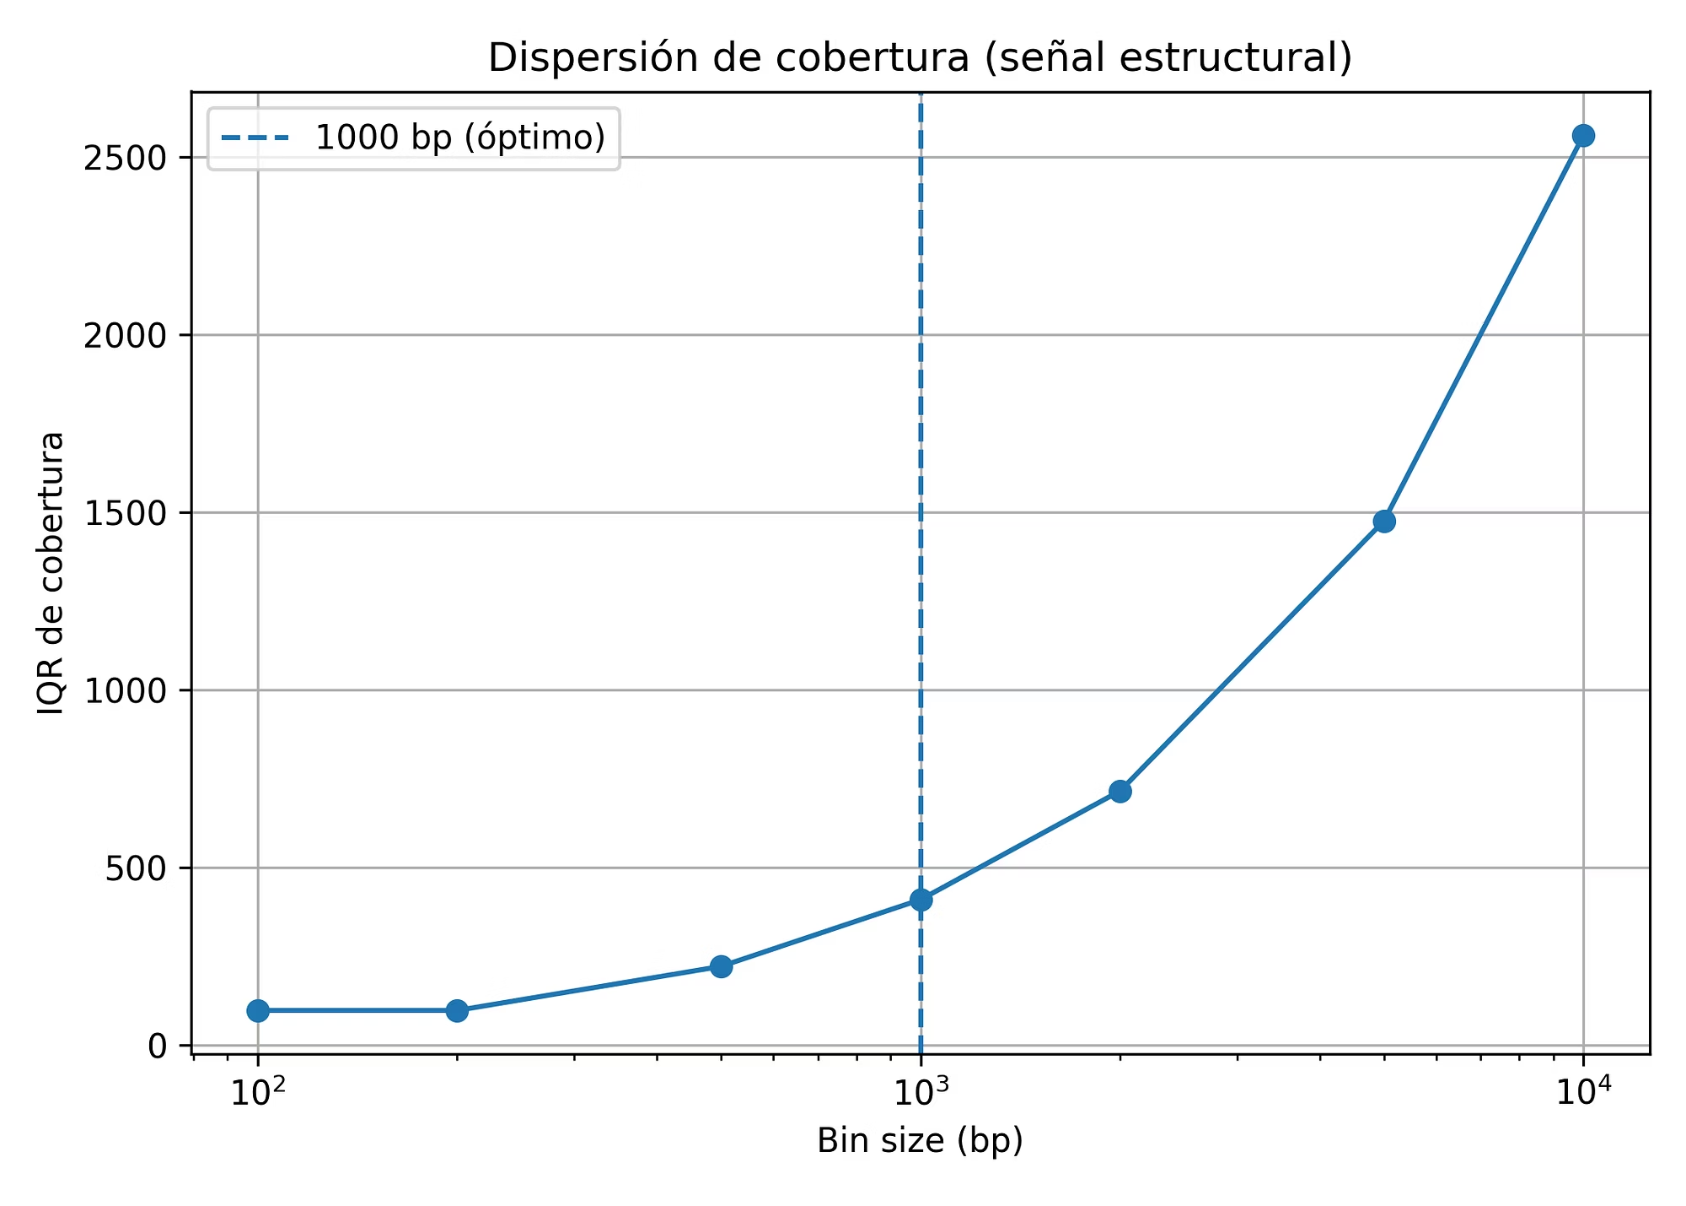 Dispersión de cobertura (señal estructural)
1000 bp (óptimo)
2500
2000
1500
1000
500
0
IQR de cobertura
10²
10³
10⁴
Bin size (bp)